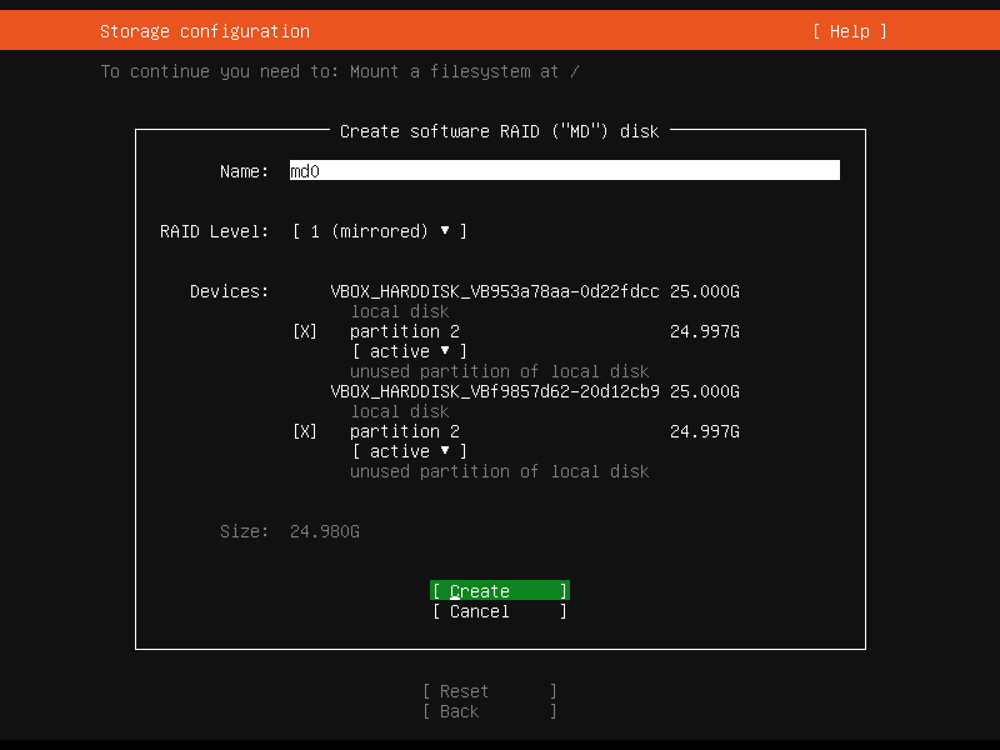 Storage configuration [ Help ]
To continue you need to: Mount a filesystem at /
Create software RAID ("MD") disk
Name: md0
RAID Level: [ 1 (mirrored) ▾ ]
Devices: VBOX_HARDDISK_VB953a78aa-0d22fdcc 25.000G
local disk
[X] partition 2 24.997G
[ active ▾ ]
unused partition of local disk
VBOX_HARDDISK_VBf9857d62-20d12cb9 25.000G
local disk
[X] partition 2 24.997G
[ active ▾ ]
unused partition of local disk
Size: 24.980G
[ Create ]
[ Cancel ]
[ Reset ]
[ Back ]